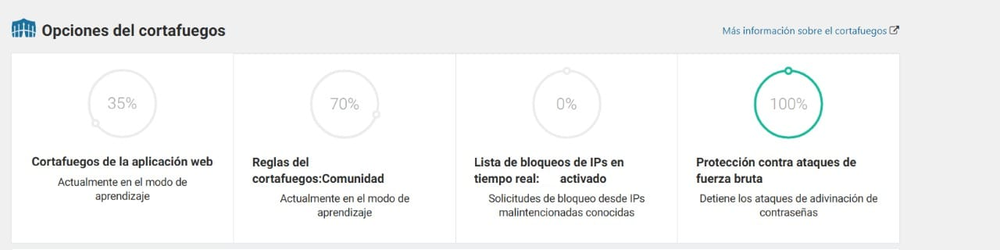 Opciones del cortafuegos
Más información sobre el cortafuegos
35%
70%
0%
100%
Cortafuegos de la aplicación web
Actualmente en el modo de
aprendizaje
Reglas del
cortafuegos:Comunidad
Actualmente en el modo de
aprendizaje
Lista de bloqueos de IPs en
tiempo real: activado
Solicitudes de bloqueo desde IPs
malintencionadas conocidas
Protección contra ataques de
fuerza bruta
Detiene los ataques de adivinación de
contraseñas